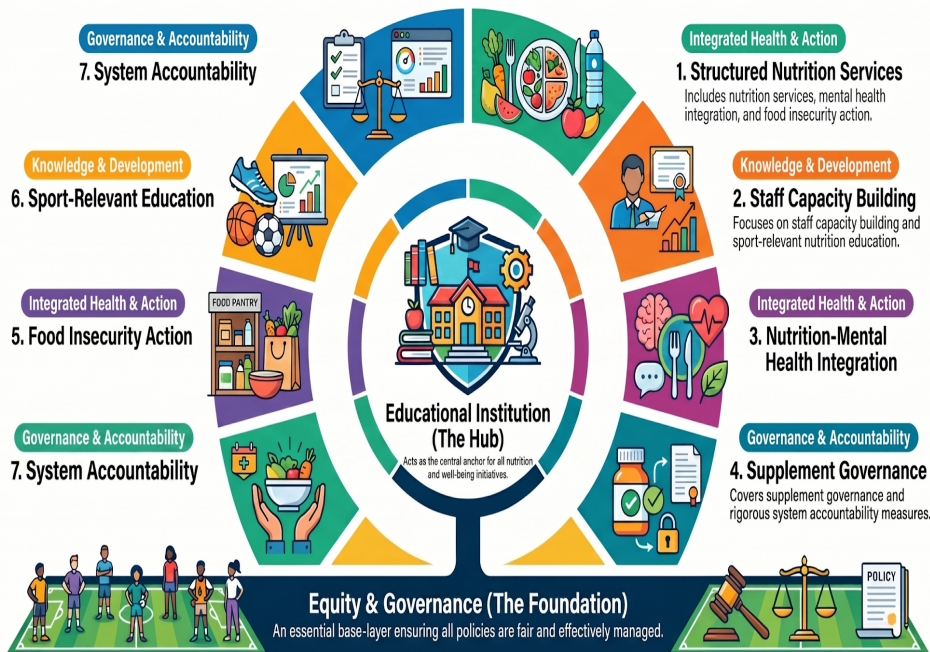 Governance & Accountability
7. System Accountability
Integrated Health & Action
1. Structured Nutrition Services
Includes nutrition services, mental health
integration, and food insecurity action.
Knowledge & Development
6. Sport-Relevant Education
Knowledge & Development
2. Staff Capacity Building
Focuses on staff capacity building and
sport-relevant nutrition education.
Integrated Health & Action
5. Food Insecurity Action
FOOD PANTRY
Integrated Health & Action
3. Nutrition-Mental
Health Integration
Educational Institution
(The Hub)
Acts as the central anchor for all nutrition
and well-being initiatives.
Governance & Accountability
7. System Accountability
Governance & Accountability
4. Supplement Governance
Covers supplement governance and
rigorous system accountability measures.
Equity & Governance (The Foundation)
An essential base-layer ensuring all policies are fair and effectively managed.
POLICY